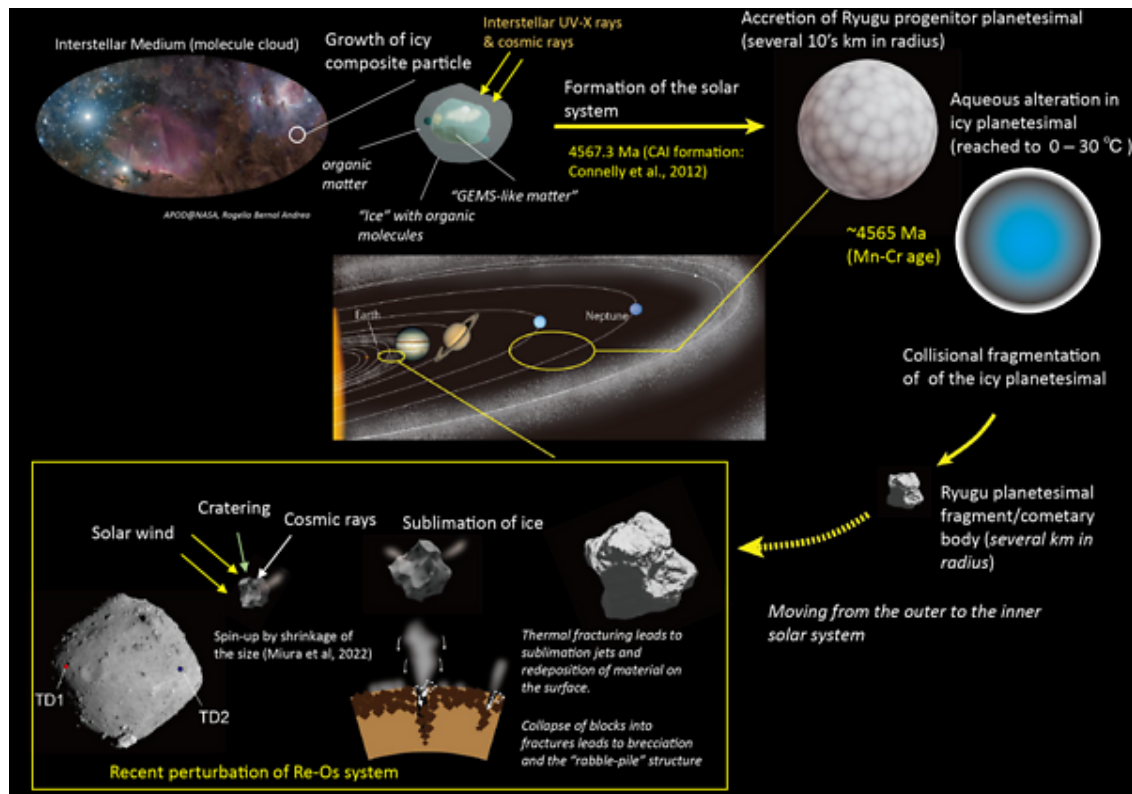 Interstellar Medium (molecule cloud)
Growth of icy
composite particle
Interstellar UV-X rays
& cosmic rays
organic
matter
"Ice" with organic
molecules
"GEMS-like matter"
APOD@NASA, Rogelio Bernal Andreo
Formation of the solar
system
4567.3 Ma (CAI formation:
Connelly et al., 2012)
Accretion of Ryugu progenitor planetesimal
(several 10's km in radius)
Aqueous alteration in
icy planetesimal
(reached to 0 – 30 °C )
~4565 Ma
(Mn-Cr age)
Earth
Neptune
Collisional fragmentation
of of the icy planetesimal
Ryugu planetesimal
fragment/cometary
body (several km in
radius)
Moving from the outer to the inner
solar system
Solar wind
Cratering
Cosmic rays
Spin-up by shrinkage of
the size (Miura et al, 2022)
TD1
TD2
Sublimation of ice
Thermal fracturing leads to
sublimation jets and
redeposition of material on
the surface.
Collapse of blocks into
fractures leads to brecciation
and the "rabble-pile" structure
Recent perturbation of Re-Os system